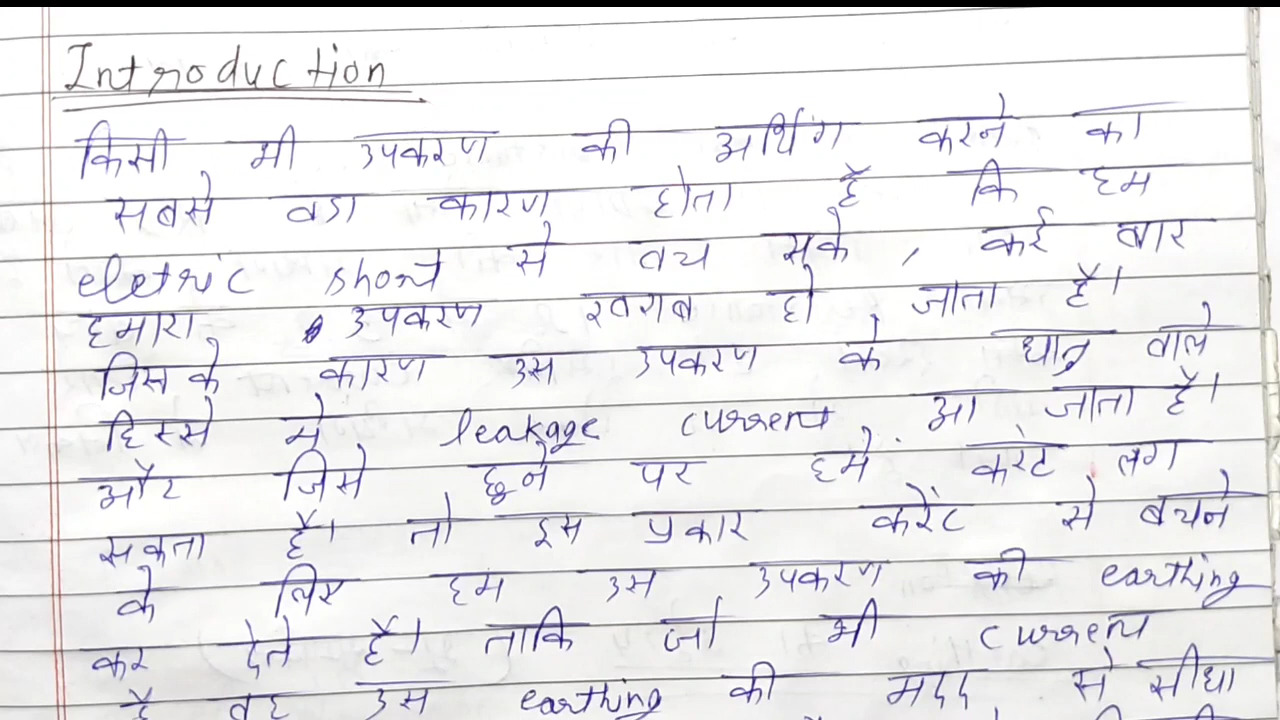 Introduction
किसी भी उपकरण की अर्थिंग करने का
सबसे वडा कारण होता है कि हम
eletric short से वच सके, कई बार
हमारा उपकरण खराब हो जाता है।
जिसके कारण उस उपकरण के धातु वाले
हिस्से मे leakage current आ जाता है।
और जिसे छुने पर हमे करेंट लग
सकता है। तो इस प्रकार करेंट से बचने
के लिए हम उस उपकरण की earthing
कर देते हैं। ताकि जो भी current
है वह उस earthing की मदद से सीधा